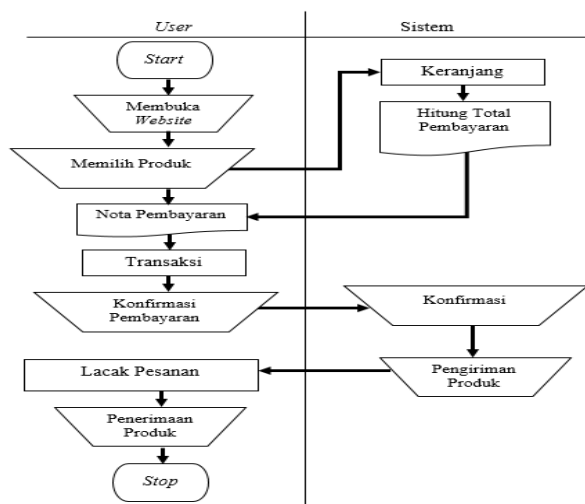 User
Sistem
Start
Membuka
Website
Memilih Produk
Keranjang
Hitung Total
Pembayaran
Nota Pembayaran
Transaksi
Konfirmasi
Pembayaran
Konfirmasi
Pengiriman
Produk
Lacak Pesanan
Penerimaan
Produk
Stop